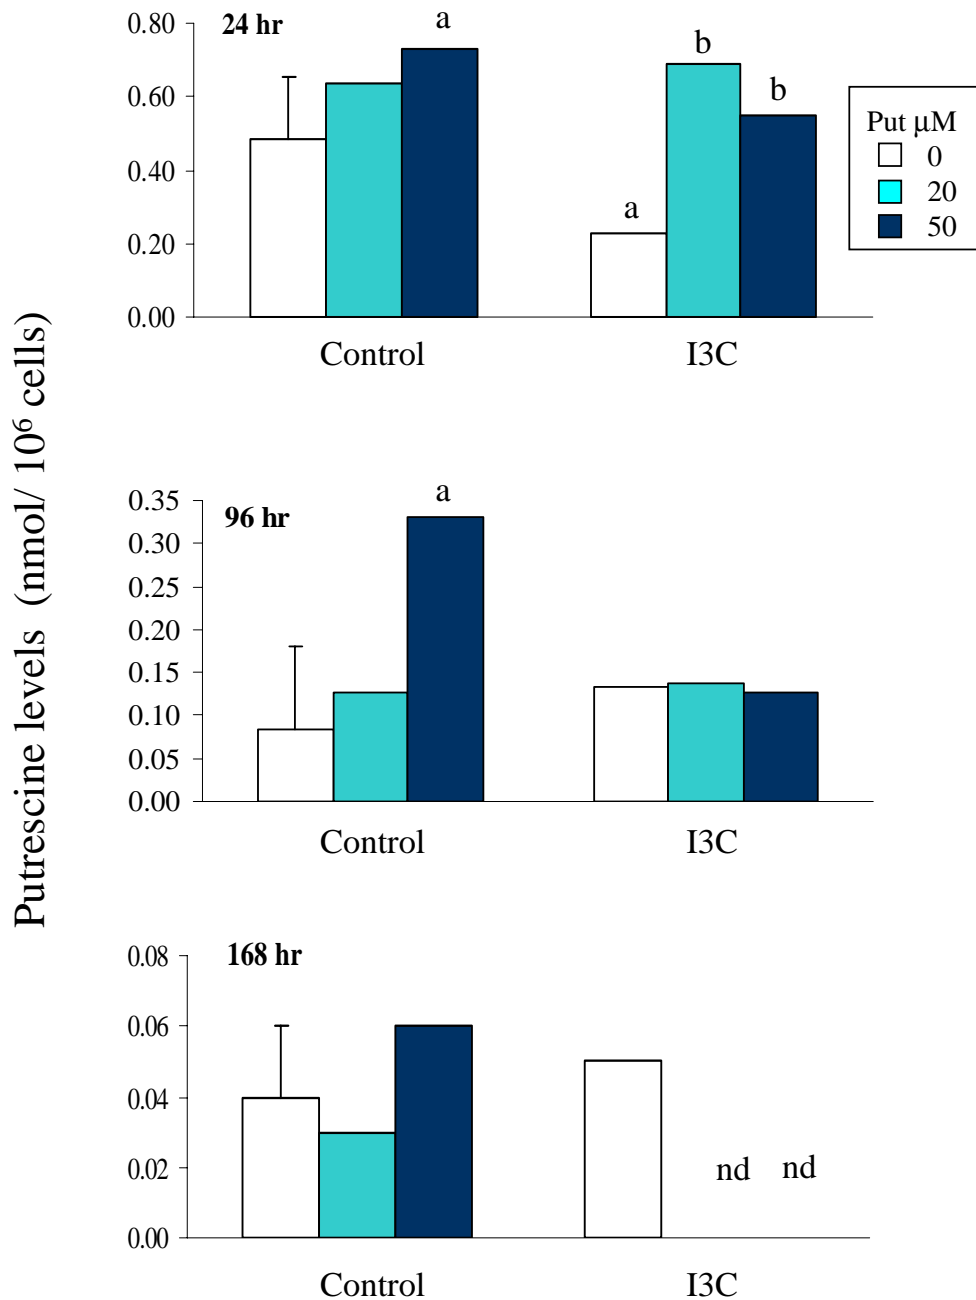 Putrescine levels (nmol/ 10⁶ cells)
24 hr
0.80
0.60
0.40
0.20
0.00
a
a
b
b
Control
I3C
Put μM
0
20
50
96 hr
0.35
0.30
0.25
0.20
0.15
0.10
0.05
0.00
a
Control
I3C
168 hr
0.08
0.06
0.04
0.02
0.00
nd nd
Control
I3C